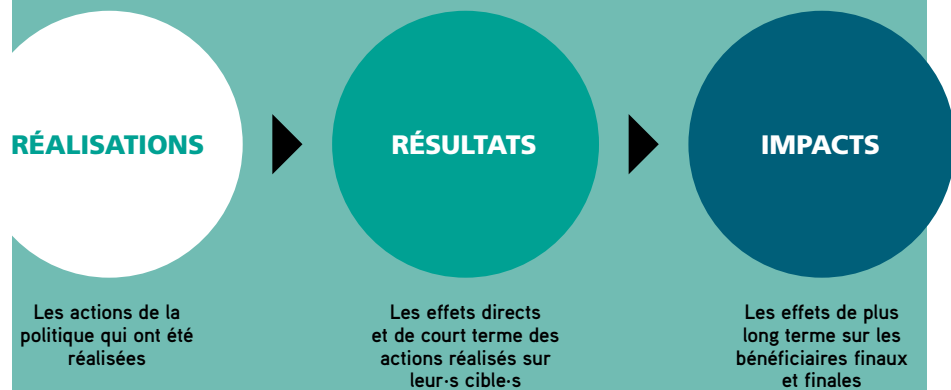 RÉALISATIONS
RÉSULTATS
IMPACTS
Les actions de la
politique qui ont été
réalisées
Les effets directs
et de court terme des
actions réalisés sur
leur·s cible·s
Les effets de plus
long terme sur les
bénéficiaires finaux
et finales